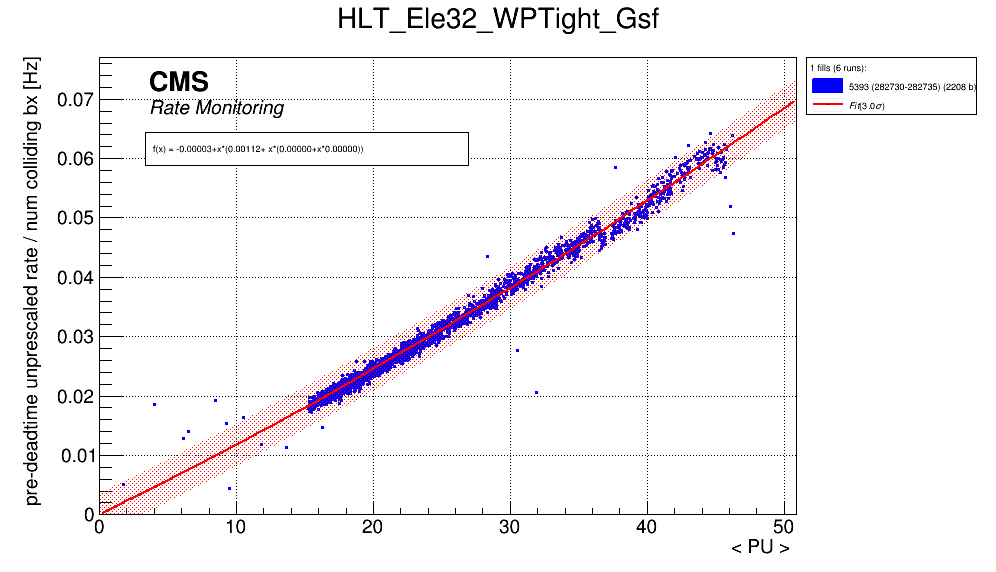 HLT_Ele32_WPTight_Gsf
pre-deadtime unprescaled rate / num colliding bx [Hz]
CMS
Rate Monitoring
f(x) = -0.00003+x*(0.00112+ x*(0.00000+x*0.00000))
1 fills (6 runs):
5393 (282730-282735) (2208 b)
Fit(3.0σ)
0.07
0.06
0.05
0.04
0.03
0.02
0.01
0
0 10 20 30 40 50
< PU >